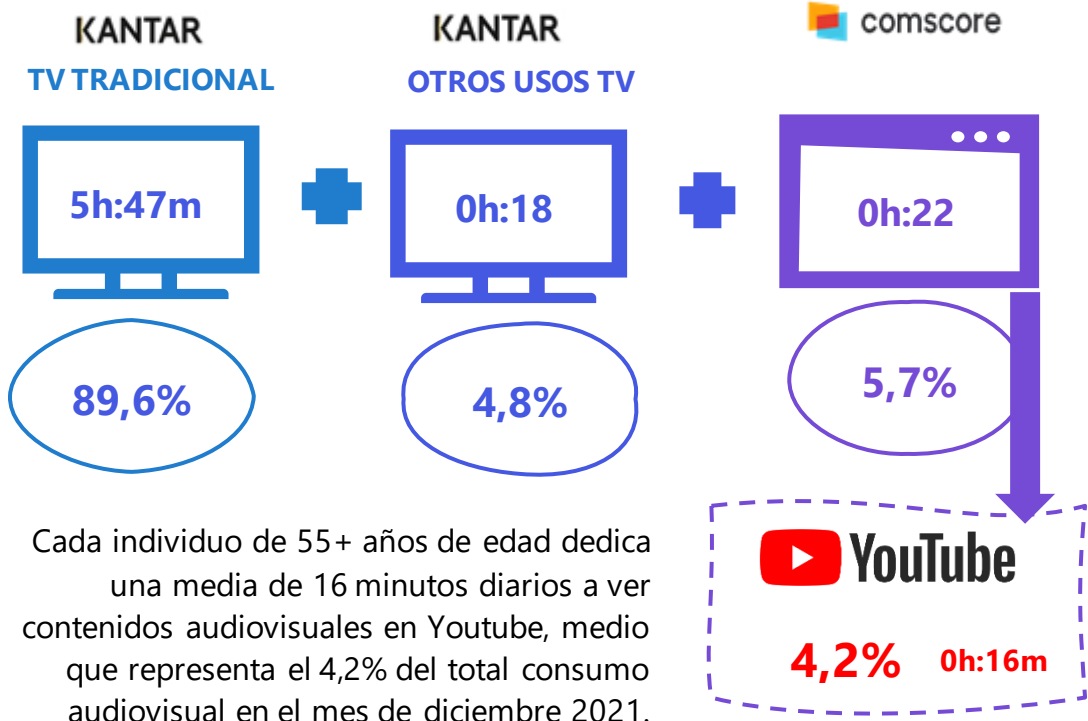 KANTAR
KANTAR
comscore
TV TRADICIONAL
OTROS USOS TV
5h:47m
0h:18
0h:22
89,6%
4,8%
5,7%
Cada individuo de 55+ años de edad dedica
una media de 16 minutos diarios a ver
contenidos audiovisuales en Youtube, medio
que representa el 4,2% del total consumo
audiovisual en el mes de diciembre 2021.
YouTube
4,2% 0h:16m